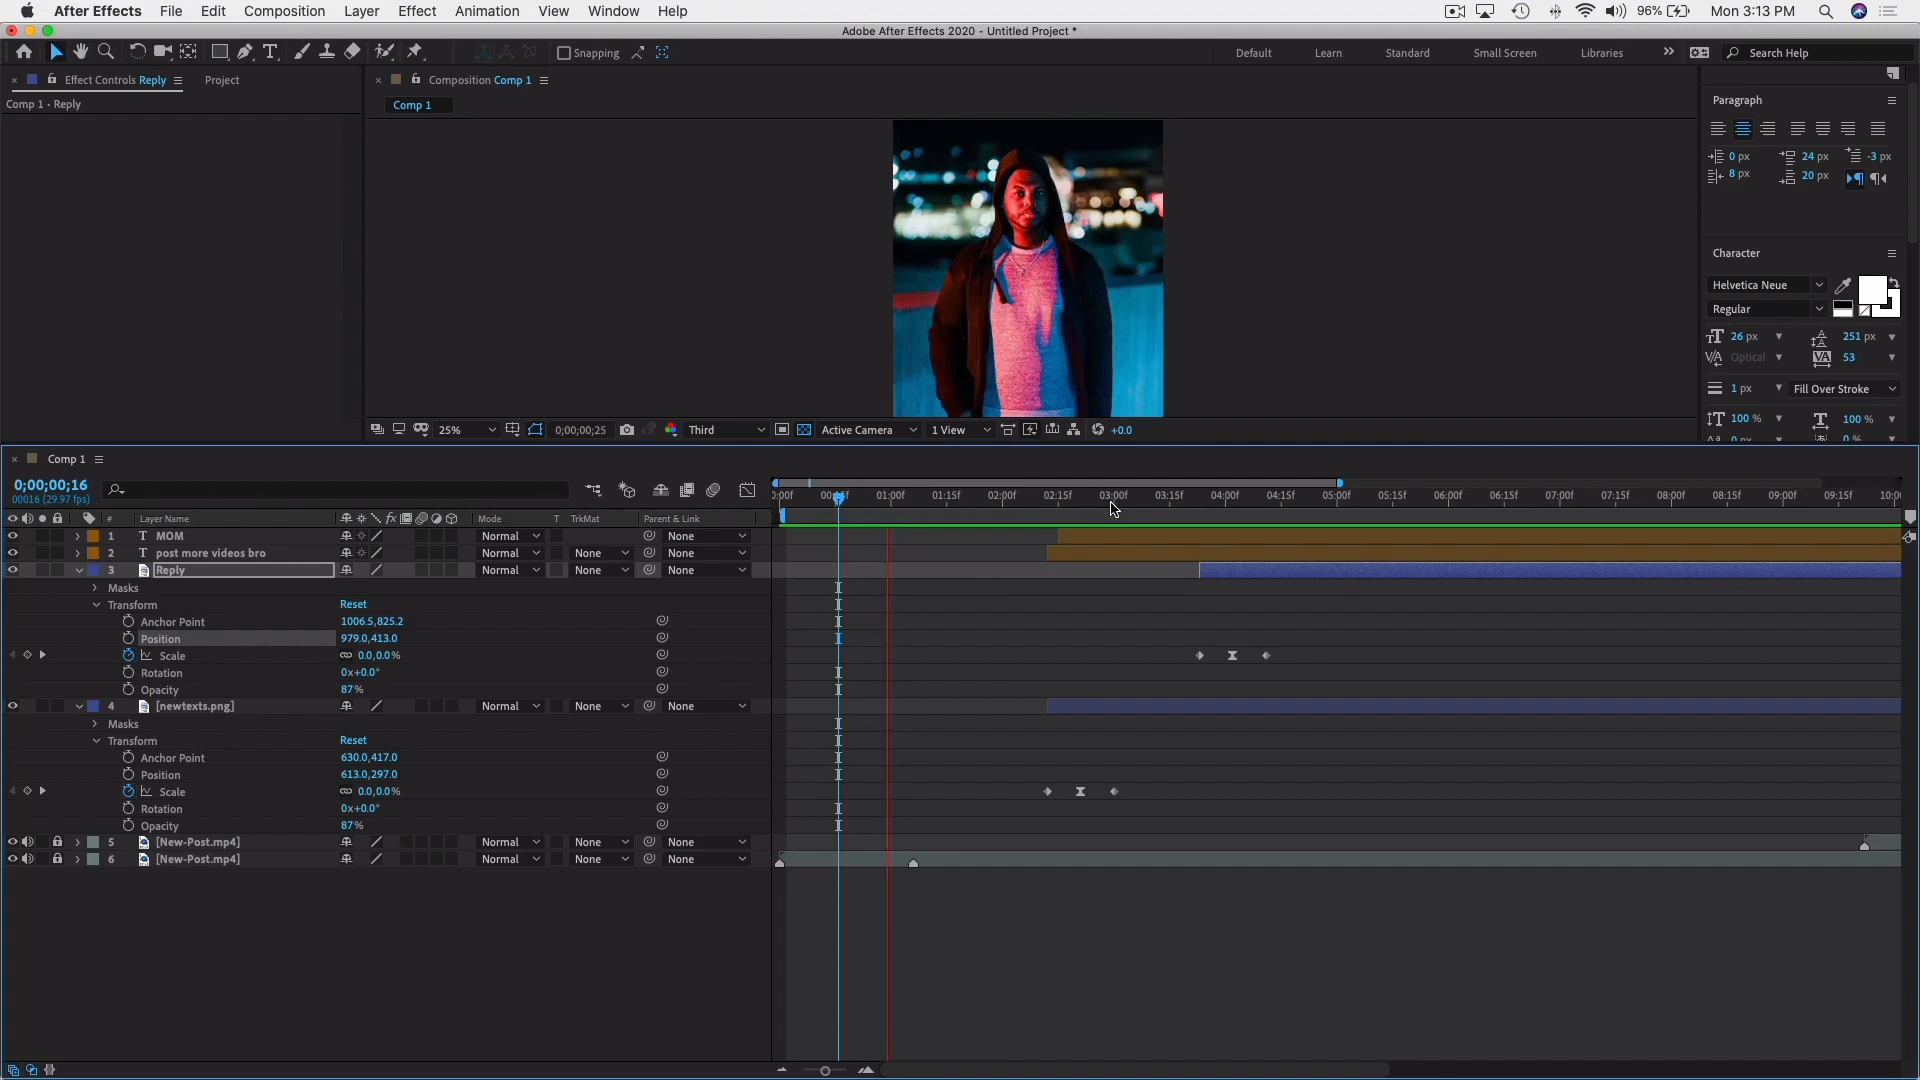 After Effects File Edit Composition Layer Effect Animation View Window Help 96% Mon 3:13 PM
Adobe After Effects 2020 - Untitled Project *
Snapping Default Learn Standard Small Screen Libraries Search Help
Effect Controls Reply Project Composition Comp 1
Comp 1 • Reply
Comp 1
Paragraph
0 px 24 px -3 px
8 px 20 px
Character
Helvetica Neue
Regular
26 px 251 px
Optical 53
1 px Fill Over Stroke
100 % 100 %
25% 0;00;00;25 Third Active Camera 1 View +0.0
Comp 1
0;00;00;16
00016 (29.97 fps)
01:00f 01:15f 02:00f 02:15f 03:00f 03:15f 04:00f 04:15f 05:00f 05:15f 06:00f 06:15f 07:00f 07:15f 08:00f 08:15f 09:00f 09:15f
# Layer Name Mode T TrkMat Parent & Link
1 T MOM Normal None
2 T post more videos bro Normal None None
3 Reply Normal None None
Masks
Transform Reset
Anchor Point 1006.5,825.2
Position 979.0,413.0
Scale 0.0,0.0%
Rotation 0x+0.0°
Opacity 87%
4 [newtexts.png] Normal None None
Masks
Transform Reset
Anchor Point 630.0,417.0
Position 613.0,297.0
Scale 0.0,0.0%
Rotation 0x+0.0°
Opacity 87%
5 [New-Post.mp4] Normal None None
6 [New-Post.mp4] Normal None None